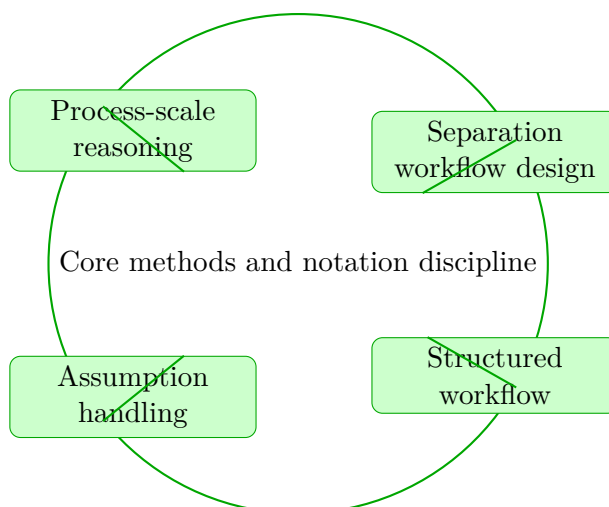 Process-scale
reasoning
Separation
workflow design
Core methods and notation discipline
Assumption
handling
Structured
workflow